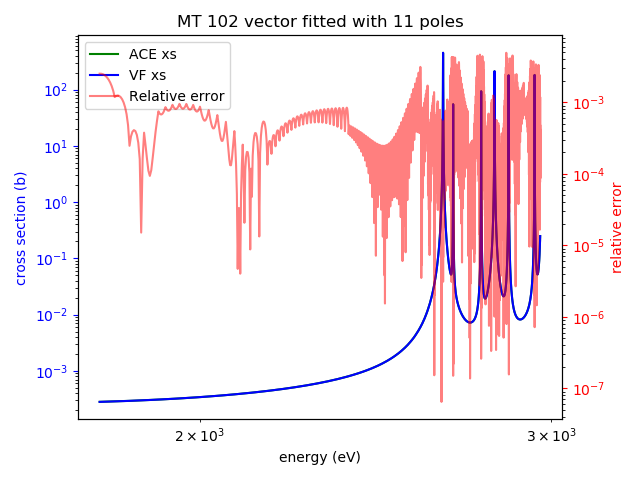 MT 102 vector fitted with 11 poles
ACE xs
VF xs
Relative error
10²
10¹
10⁰
10⁻¹
10⁻²
10⁻³
cross section (b)
10⁻³
10⁻⁴
10⁻⁵
10⁻⁶
10⁻⁷
relative error
2 × 10³
3 × 10³
energy (eV)